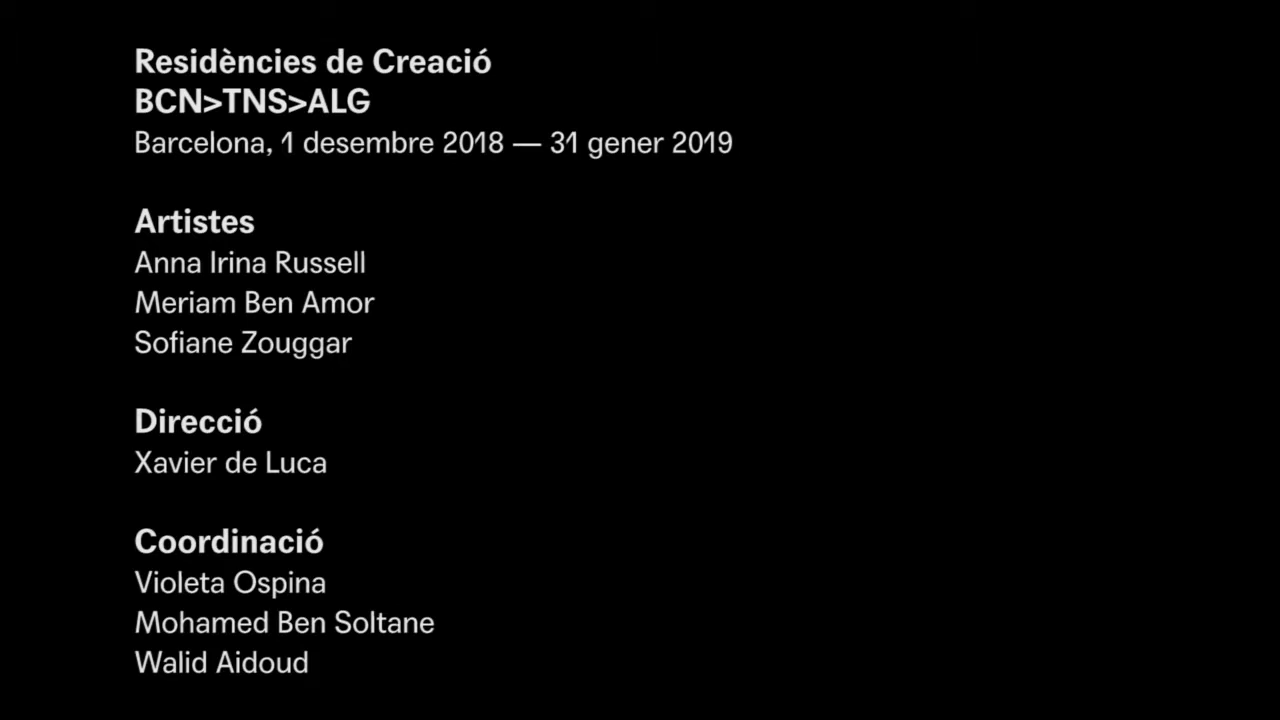 Residències de Creació
BCN>TNS>ALG
Barcelona, 1 desembre 2018 — 31 gener 2019
Artistes
Anna Irina Russell
Meriam Ben Amor
Sofiane Zouggar
Direcció
Xavier de Luca
Coordinació
Violeta Ospina
Mohamed Ben Soltane
Walid Aidoud